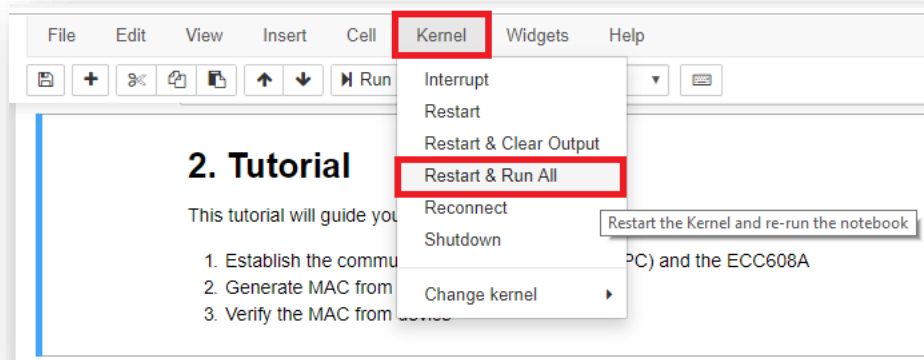 File Edit View Insert Cell Kernel Widgets Help
Run
Interrupt
Restart
Restart & Clear Output
Restart & Run All
Reconnect
Shutdown
Change kernel
Restart the Kernel and re-run the notebook
2. Tutorial
This tutorial will guide you
1. Establish the commu PC) and the ECC608A
2. Generate MAC from
3. Verify the MAC from device